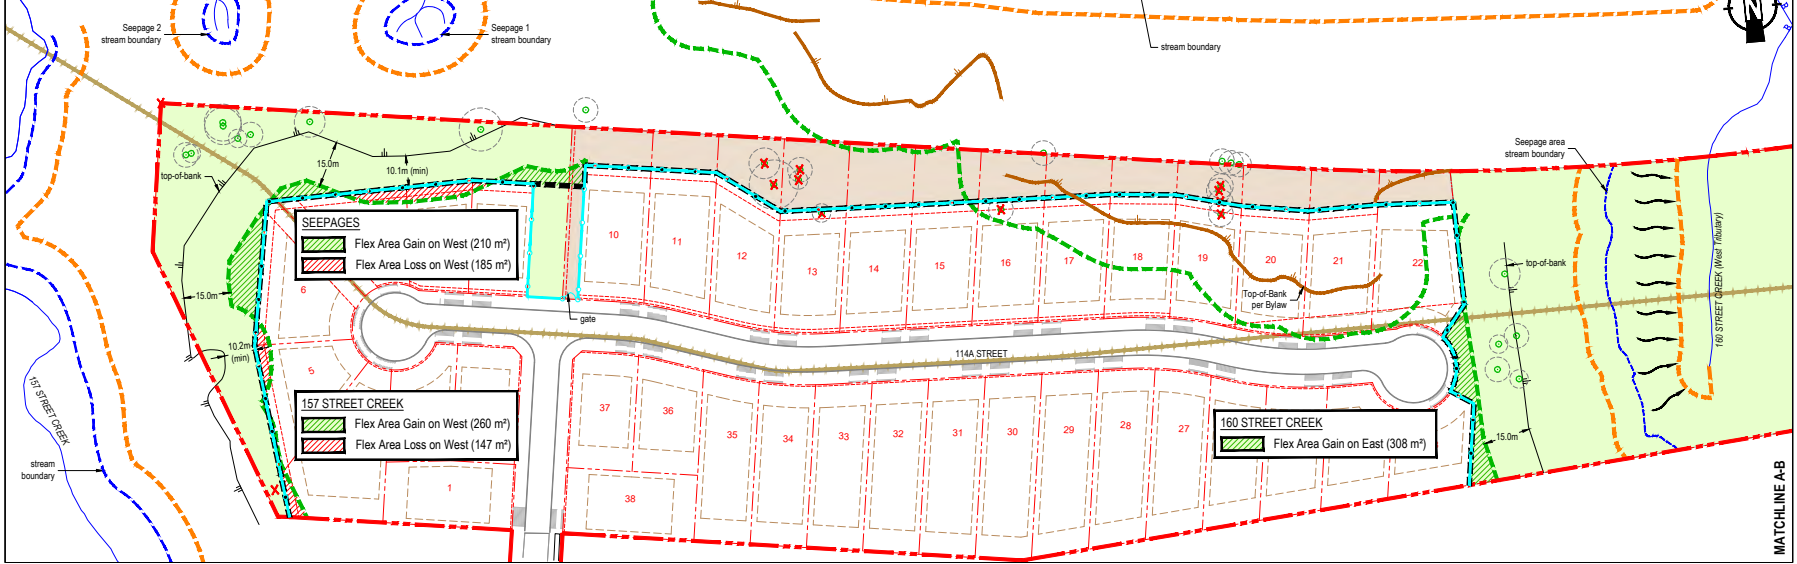 Seepage 2
stream boundary
Seepage 1
stream boundary
stream boundary
N
Seepage area
stream boundary
top-of-bank
15.0m
10.1m (min)
SEEPAGES
Flex Area Gain on West (210 m²)
Flex Area Loss on West (185 m²)
10
11
12
13
14
15
16
17
18
19
20
21
22
top-of-bank
160 STREET CREEK (West Tributary)
15.0m
6
Top-of-Bank
per Bylaw
gate
10.2m
(min)
114A STREET
5
157 STREET CREEK
157 STREET CREEK
Flex Area Gain on West (260 m²)
Flex Area Loss on West (147 m²)
37
36
35
34
33
32
31
30
29
28
27
160 STREET CREEK
Flex Area Gain on East (308 m²)
15.0m
stream
boundary
1
38
MATCHLINE A-B